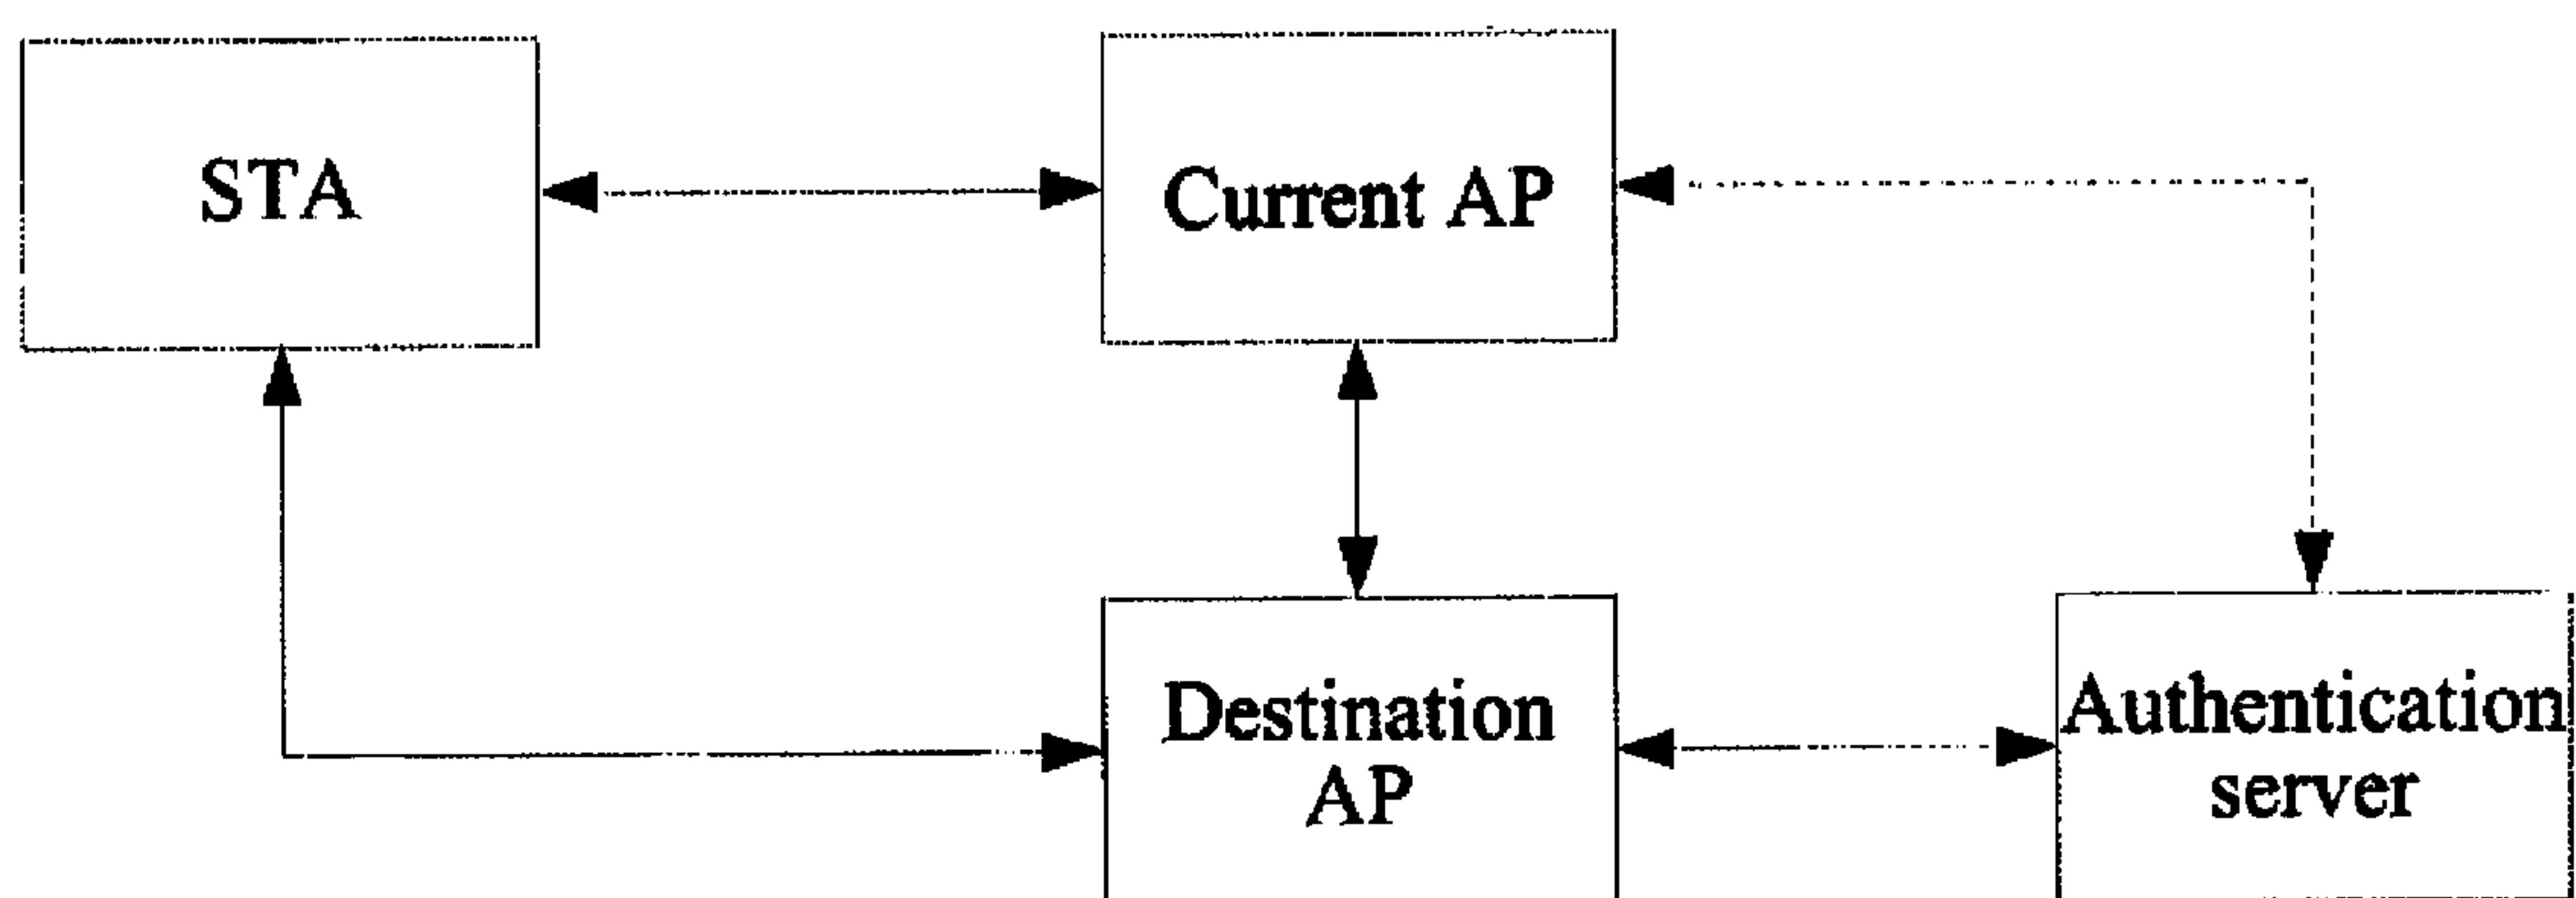 STA
Current AP
Destination
AP
Authentication
server